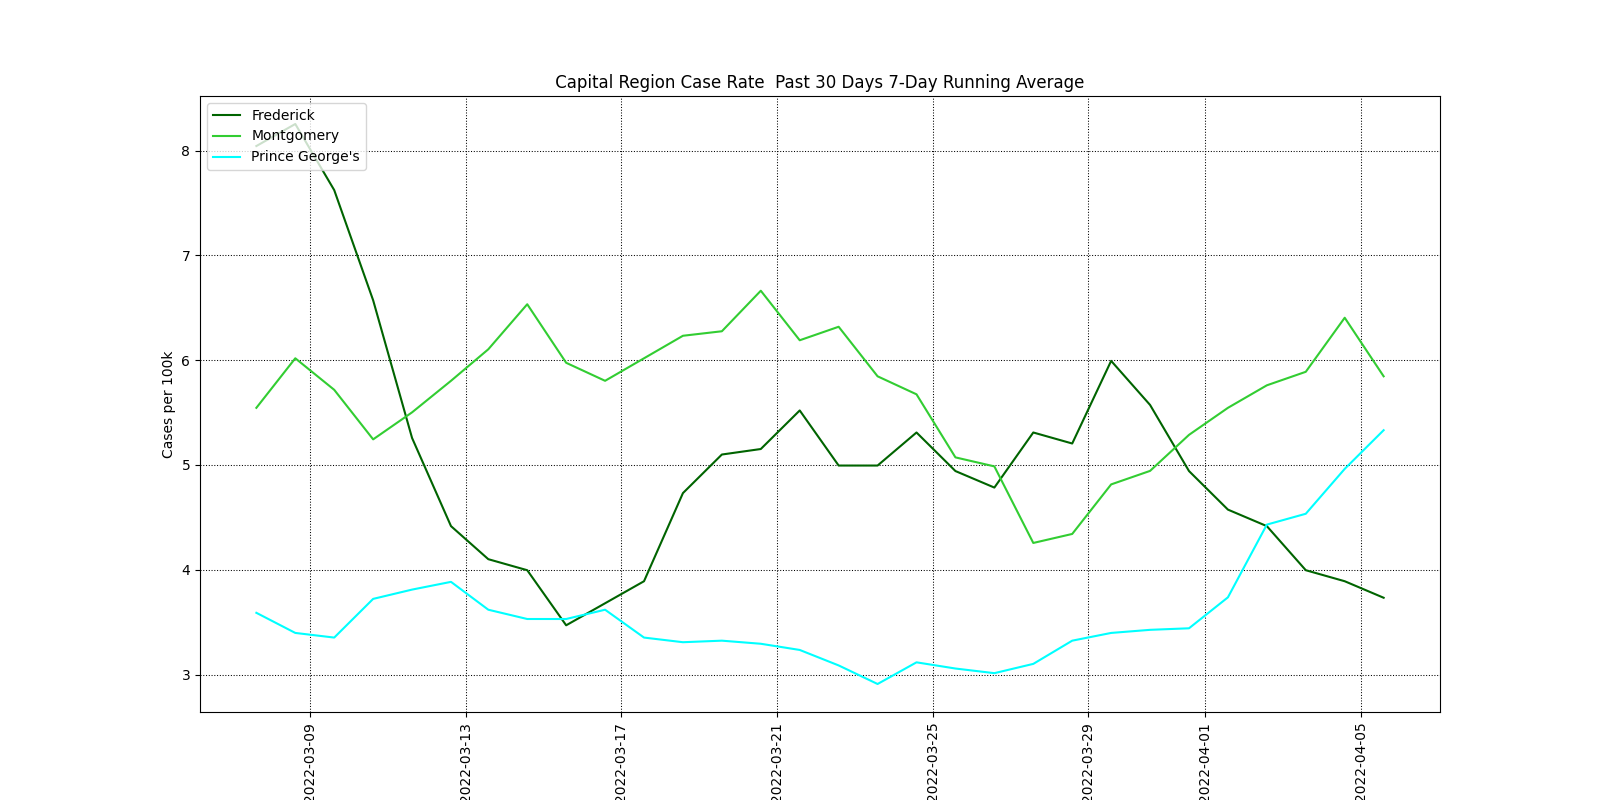 Capital Region Case Rate  Past 30 Days 7-Day Running Average
Frederick
Montgomery
Prince George's
Cases per 100k
8
7
6
5
4
3
2022-03-09
2022-03-13
2022-03-17
2022-03-21
2022-03-25
2022-03-29
2022-04-01
2022-04-05